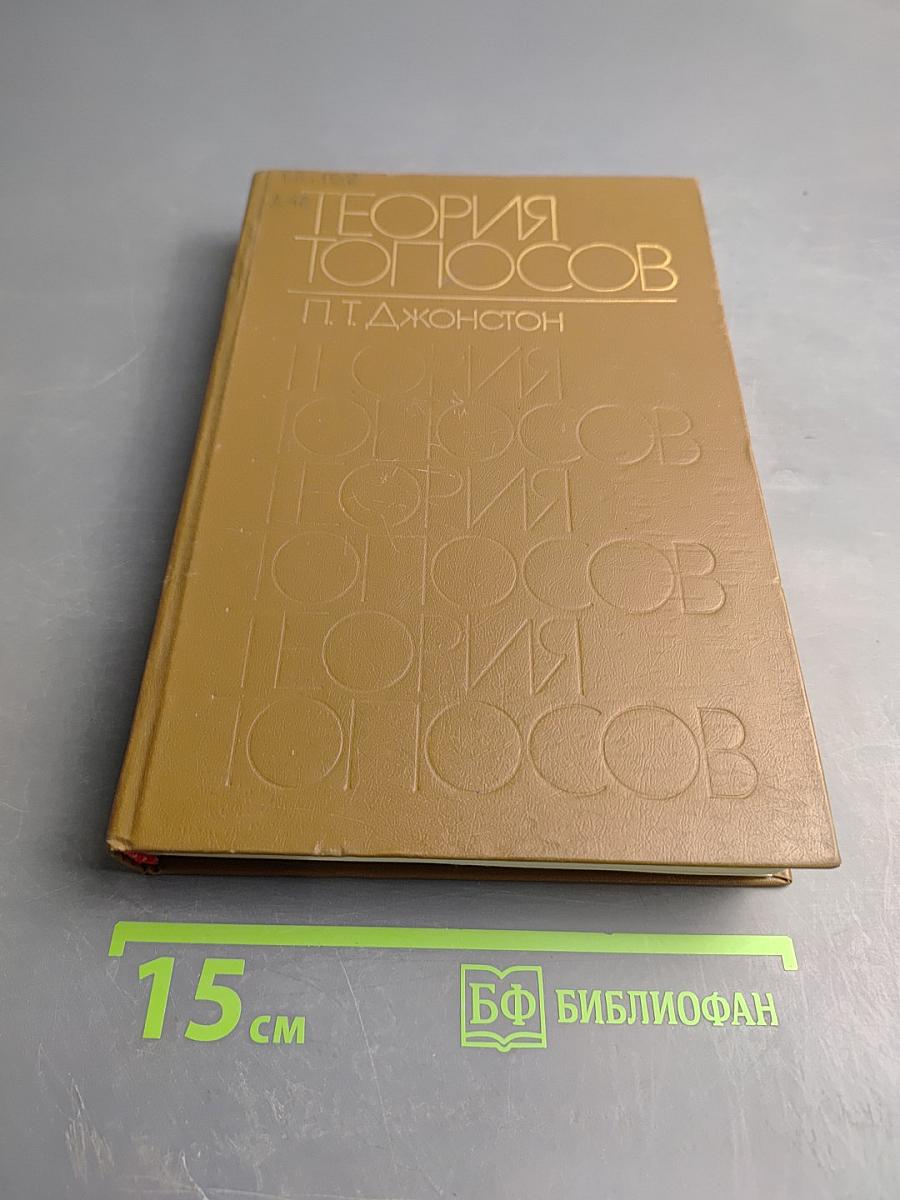 ТЕОРИЯ
ТОПОСОВ
П. Т. ДЖОНСТОН
ТЕОРИЯ
ТОПОСОВ
ТЕОРИЯ
ТОПОСОВ
ТЕОРИЯ
ТОПОСОВ
15 см
БФ БИБЛИОФАН